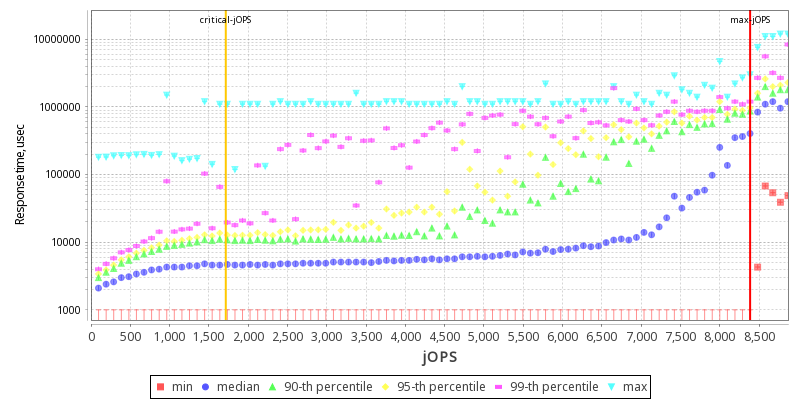 critical-jOPS max-jOPS
10000000
1000000
100000
10000
1000
Response time, usec
0 500 1,000 1,500 2,000 2,500 3,000 3,500 4,000 4,500 5,000 5,500 6,000 6,500 7,000 7,500 8,000 8,500
jOPS
min median 90-th percentile 95-th percentile 99-th percentile max